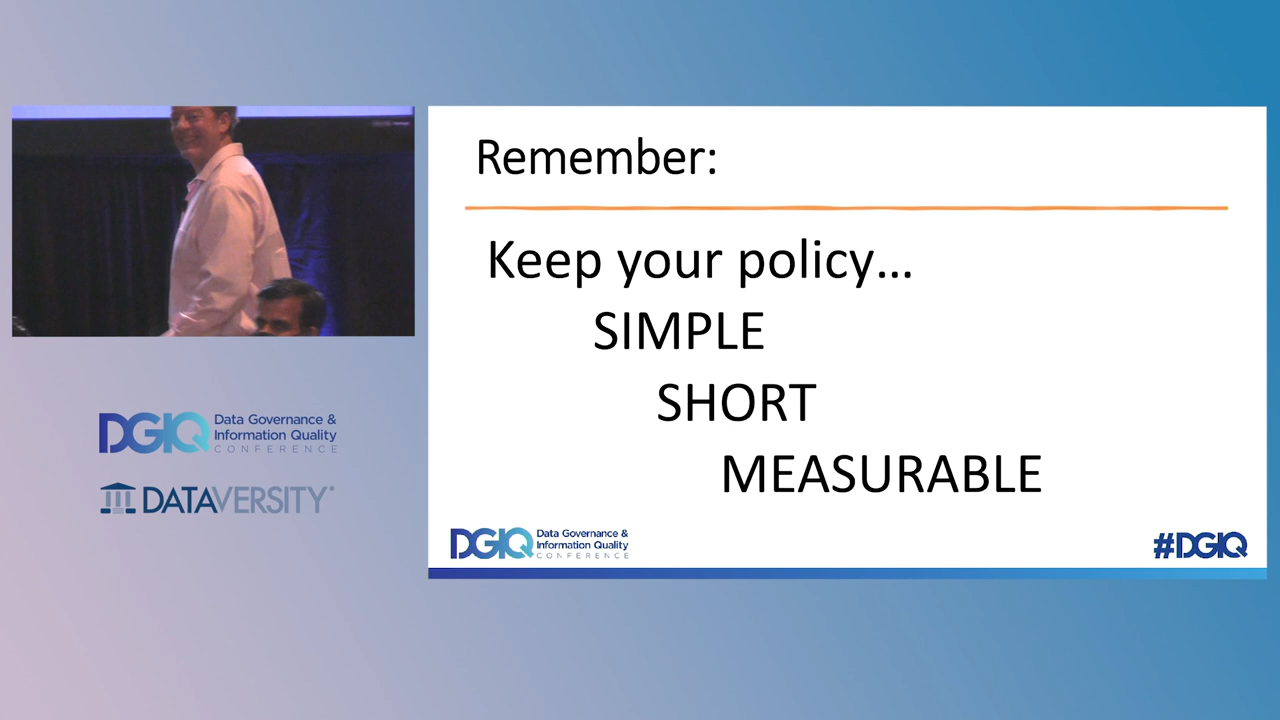 Remember:
Keep your policy...
SIMPLE
SHORT
MEASURABLE
DGIQ Data Governance &
Information Quality
CONFERENCE
#DGIQ
DGIQ Data Governance &
Information Quality
CONFERENCE
DATAVERSITY